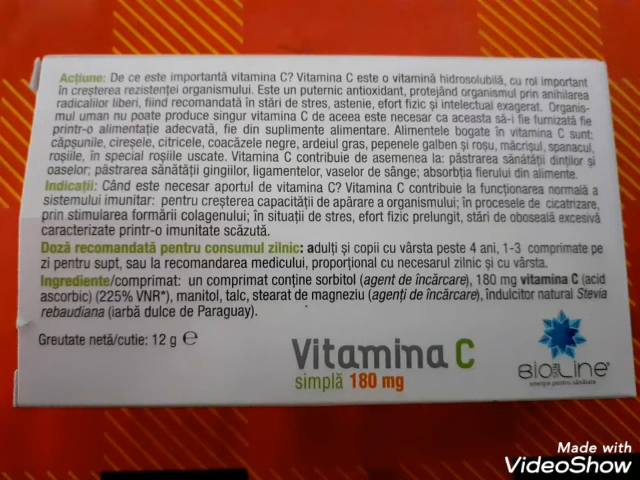 Acțiune: De ce este importantă vitamina C? Vitamina C este o vitamină hidrosolubilă, cu rol important
în creșterea rezistenței organismului. Este un puternic antioxidant, protejând organismul prin anihilarea
radicalilor liberi, fiind recomandată în stări de stres, astenie, efort fizic și intelectual exagerat. Organis-
mul uman nu poate produce singur vitamina C de aceea este necesar ca aceasta să-i fie furnizată fie
printr-o alimentație adecvată, fie din suplimente alimentare. Alimentele bogate în vitamina C sunt:
căpșunile, cireșele, citricele, coacăzele negre, ardeiul gras, pepenele galben și roșu, măcrișul, spanacul,
roșiile, în special roșiile uscate. Vitamina C contribuie de asemenea la: păstrarea sănătății dinților și
oaselor; păstrarea sănătății gingiilor, ligamentelor, vaselor de sânge; absorbția fierului din alimente.
Indicații: Când este necesar aportul de vitamina C? Vitamina C contribuie la funcționarea normală a
sistemului imunitar: pentru creșterea capacității de apărare a organismului; în procesele de cicatrizare,
prin stimularea formării colagenului; în situații de stres, efort fizic prelungit, stări de oboseală excesivă
caracterizate printr-o imunitate scăzută.
Doză recomandată pentru consumul zilnic: adulți și copii cu vârsta peste 4 ani, 1-3 comprimate pe
zi pentru supt, sau la recomandarea medicului, proporțional cu necesarul zilnic și cu vârsta.
Ingrediente/comprimat: un comprimat conține sorbitol (agent de încărcare), 180 mg vitamina C (acid
ascorbic) (225% VNR*), manitol, talc, stearat de magneziu (agenți de încărcare), îndulcitor natural Stevia
rebaudiana (iarbă dulce de Paraguay).
Greutate netă/cutie: 12 g ℮
Vitamina C
simplă 180 mg
BioLine
energie pentru sănătate
Made with
VideoShow